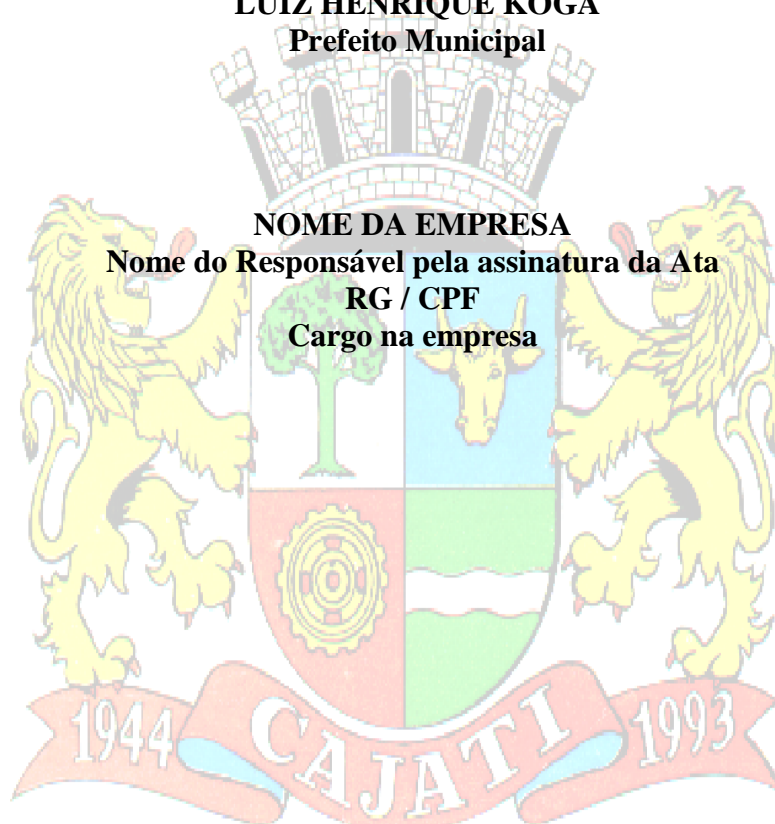 LUIZ HENRIQUE KOGA
Prefeito Municipal
NOME DA EMPRESA
Nome do Responsável pela assinatura da Ata
RG / CPF
Cargo na empresa
1944 CAJATI 1993